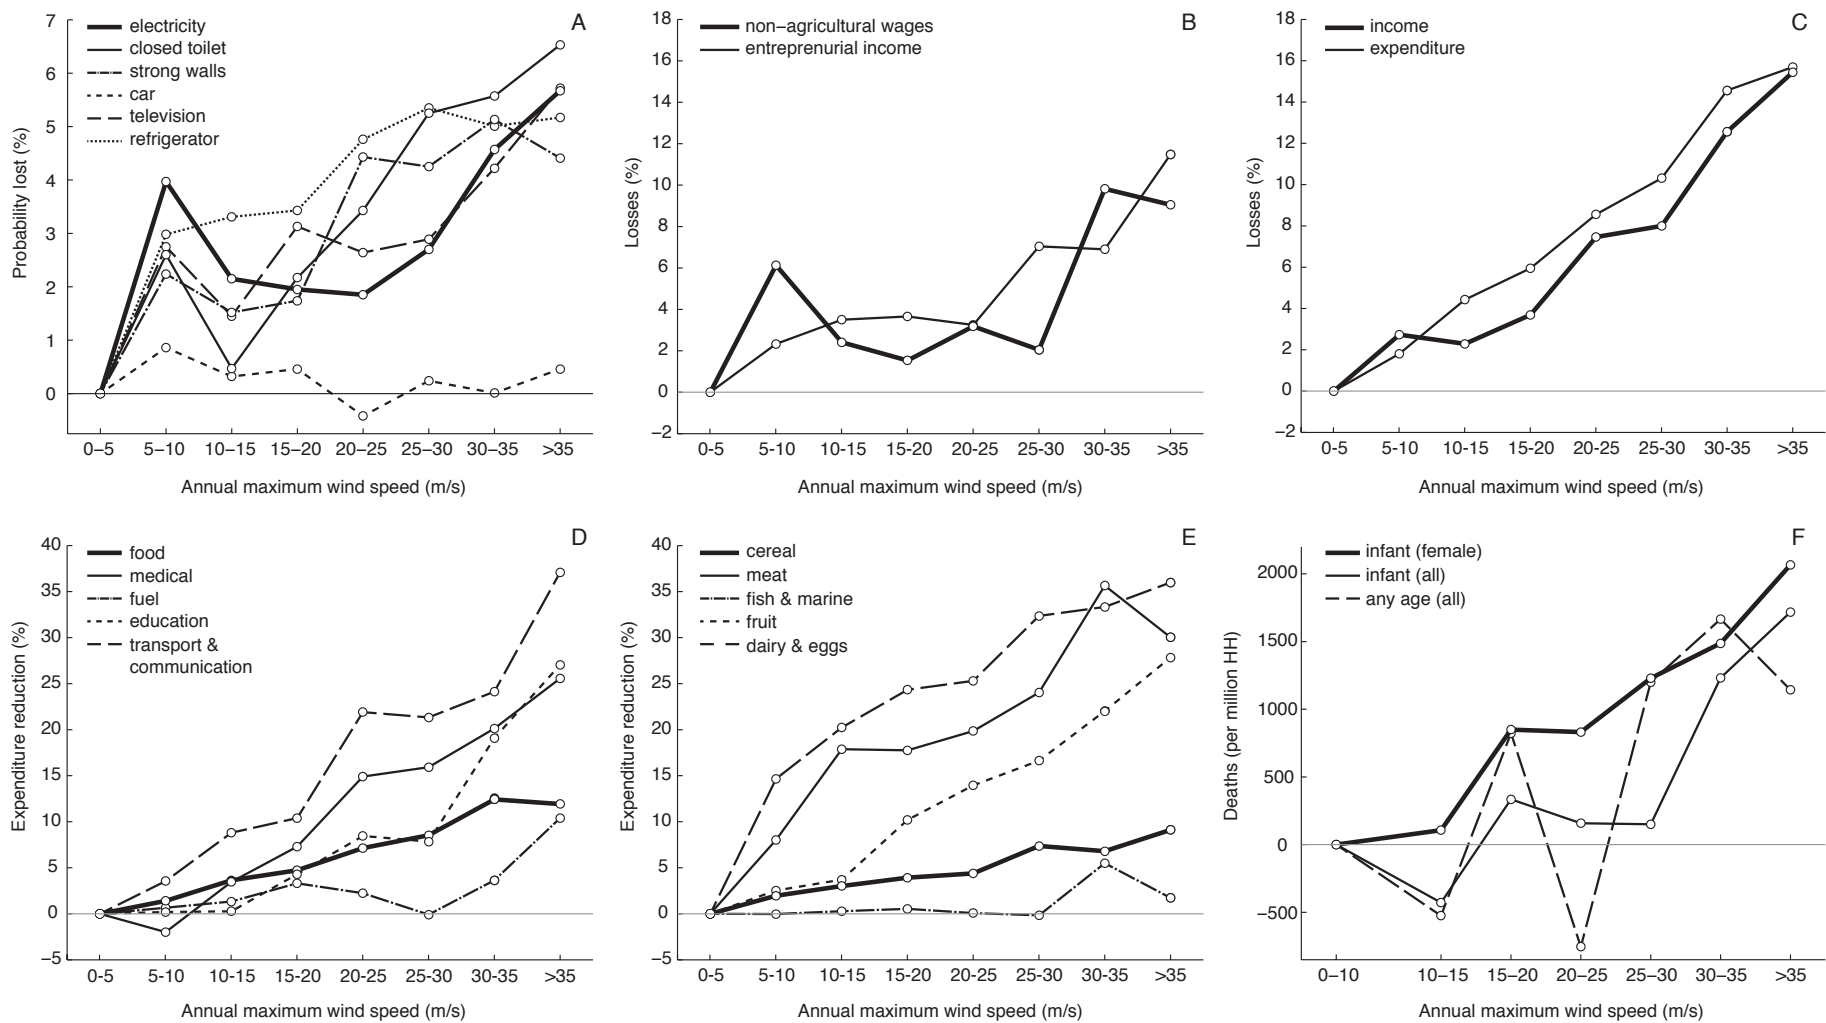 A
electricity
closed toilet
strong walls
car
television
refrigerator
Probability lost (%)
7
6
5
4
3
2
1
0
0–5 5–10 10–15 15–20 20–25 25–30 30–35 >35
Annual maximum wind speed (m/s)
B
non–agricultural wages
entreprenurial income
Losses (%)
18
16
14
12
10
8
6
4
2
0
−2
0-5 5-10 10-15 15-20 20-25 25-30 30-35 >35
Annual maximum wind speed (m/s)
C
income
expenditure
Losses (%)
18
16
14
12
10
8
6
4
2
0
−2
0-5 5-10 10-15 15-20 20-25 25-30 30-35 >35
Annual maximum wind speed (m/s)
D
food
medical
fuel
education
transport &
communication
Expenditure reduction (%)
40
35
30
25
20
15
10
5
0
−5
0-5 5-10 10-15 15-20 20-25 25-30 30-35 >35
Annual maximum wind speed (m/s)
E
cereal
meat
fish & marine
fruit
dairy & eggs
Expenditure reduction (%)
40
35
30
25
20
15
10
5
0
−5
0-5 5-10 10-15 15-20 20-25 25-30 30-35 >35
Annual maximum wind speed (m/s)
F
infant (female)
infant (all)
any age (all)
Deaths (per million HH)
2000
1500
1000
500
0
−500
0–10 10–15 15–20 20–25 25–30 30–35 >35
Annual maximum wind speed (m/s)